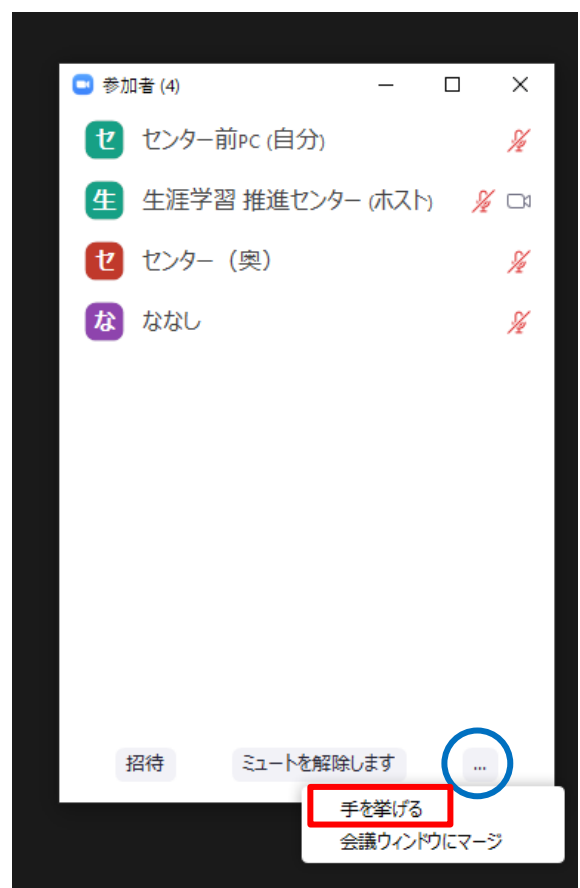 参加者 (4)
セ センター前PC (自分)
生 生涯学習 推進センター (ホスト)
セ センター（奥）
な ななし
招待 ミュートを解除します ...
手を挙げる
会議ウィンドウにマージ